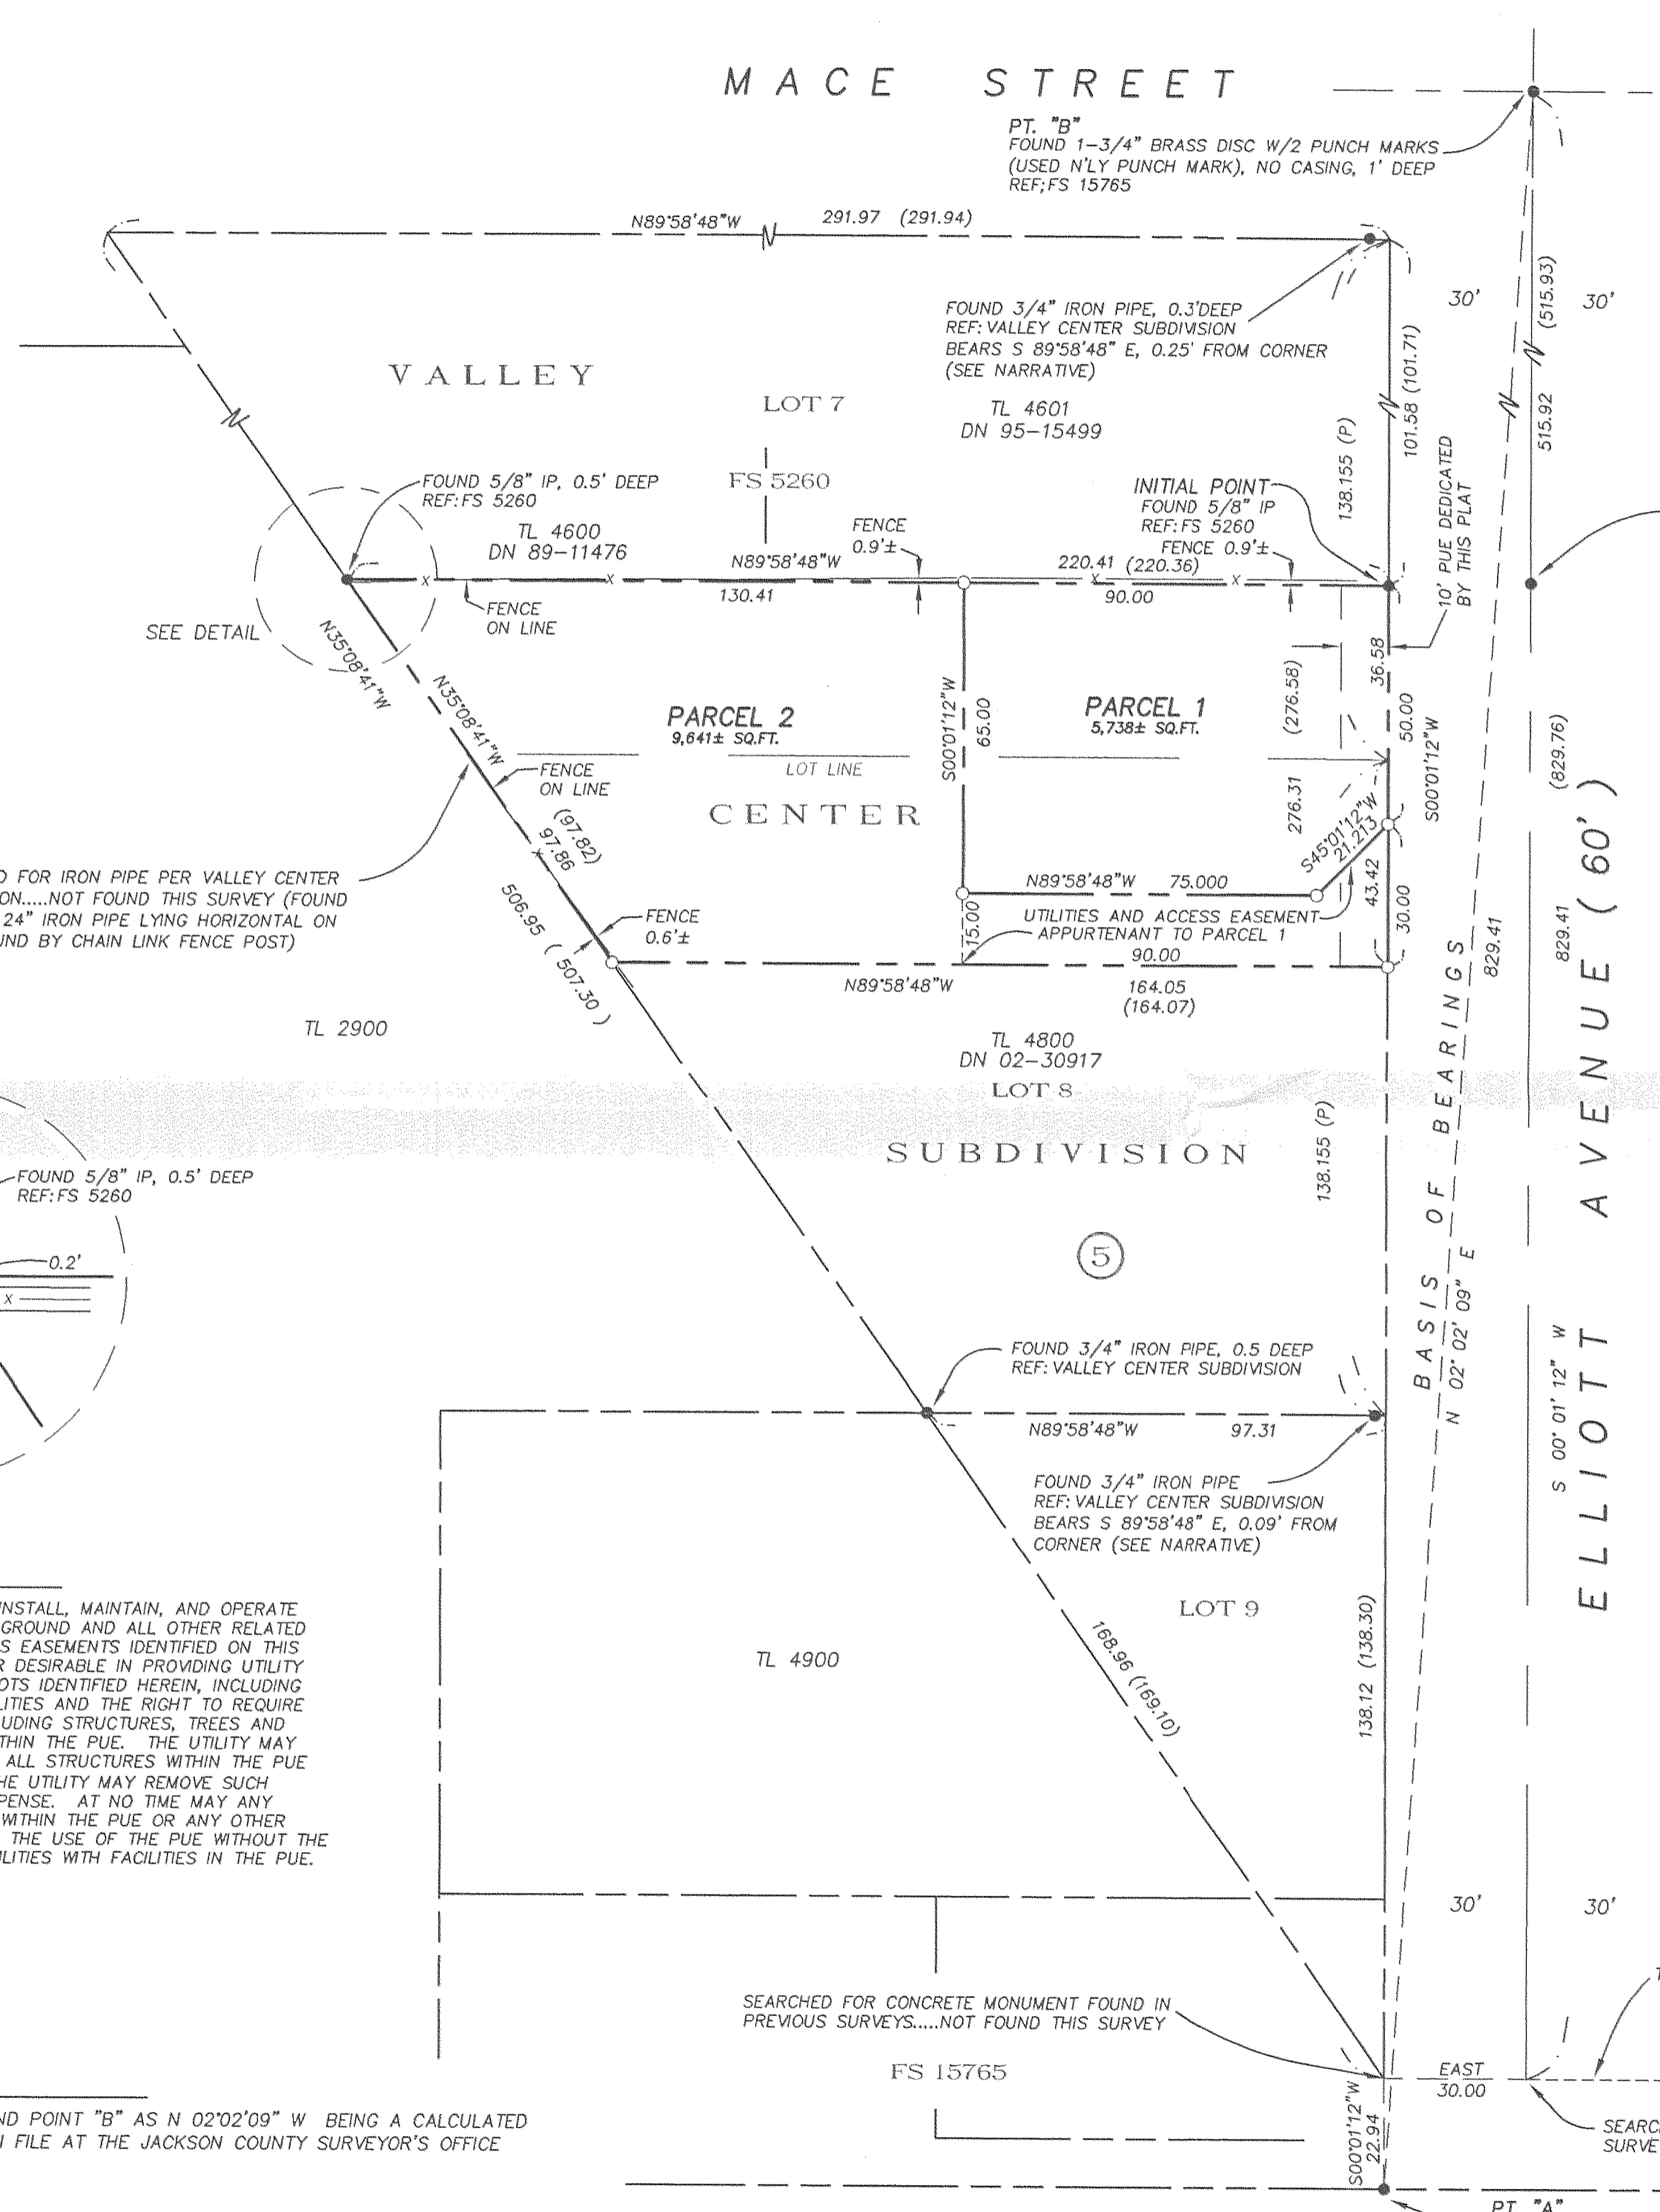 MACE STREET
PT. "B"
FOUND 1-3/4" BRASS DISC W/2 PUNCH MARKS
(USED N'LY PUNCH MARK), NO CASING, 1' DEEP
REF; FS 15765
N89°58'48"W 291.97 (291.94)
FOUND 3/4" IRON PIPE, 0.3'DEEP
REF: VALLEY CENTER SUBDIVISION
BEARS S 89°58'48" E, 0.25' FROM CORNER
(SEE NARRATIVE)
30'
30'
(515.93)
515.92
101.58 (101.71)
138.155 (P)
VALLEY
LOT 7
TL 4601
DN 95-15499
FOUND 5/8" IP, 0.5' DEEP
REF: FS 5260
FS 5260
TL 4600
DN 89-11476
FENCE
0.9'±
INITIAL POINT
FOUND 5/8" IP
REF: FS 5260
FENCE 0.9'±
10' PUE DEDICATED
BY THIS PLAT
N89°58'48"W
220.41 (220.36)
x x x x
130.41
90.00
FENCE
ON LINE
SEE DETAIL
N35°08'41"W
N35°08'41"W
PARCEL 2
9,641± SQ.FT.
S00°01'12"W
65.00
PARCEL 1
5,738± SQ.FT.
(276.58)
276.31
36.58
50.00
S00°01'12"W
LOT LINE
FENCE
ON LINE
CENTER
(97.82)
97.86
x
S45°01'12"W
21.213
43.42
30.00
(829.76)
829.41
829.41
D FOR IRON PIPE PER VALLEY CENTER
ON.....NOT FOUND THIS SURVEY (FOUND
24" IRON PIPE LYING HORIZONTAL ON
UND BY CHAIN LINK FENCE POST)
506.95 ( 507.30 )
FENCE
0.6'±
N89°58'48"W 75.000
15.00
UTILITIES AND ACCESS EASEMENT
APPURTENANT TO PARCEL 1
90.00
N89°58'48"W
164.05
(164.07)
TL 2900
TL 4800
DN 02-30917
LOT 8
SUBDIVISION
138.155 (P)
5
BASIS OF BEARINGS
N 02° 02' 09" E
ELLIOTT AVENUE ( 60' )
S 00° 01' 12" W
FOUND 5/8" IP, 0.5' DEEP
REF: FS 5260
0.2'
x
FOUND 3/4" IRON PIPE, 0.5 DEEP
REF: VALLEY CENTER SUBDIVISION
N89°58'48"W 97.31
FOUND 3/4" IRON PIPE
REF: VALLEY CENTER SUBDIVISION
BEARS S 89°58'48" E, 0.09' FROM
CORNER (SEE NARRATIVE)
LOT 9
168.96 (169.10)
138.12 (138.30)
TL 4900
INSTALL, MAINTAIN, AND OPERATE
GROUND AND ALL OTHER RELATED
S EASEMENTS IDENTIFIED ON THIS
R DESIRABLE IN PROVIDING UTILITY
OTS IDENTIFIED HEREIN, INCLUDING
LITIES AND THE RIGHT TO REQUIRE
UDING STRUCTURES, TREES AND
THIN THE PUE. THE UTILITY MAY
ALL STRUCTURES WITHIN THE PUE
HE UTILITY MAY REMOVE SUCH
PENSE. AT NO TIME MAY ANY
WITHIN THE PUE OR ANY OTHER
THE USE OF THE PUE WITHOUT THE
LITIES WITH FACILITIES IN THE PUE.
30'
30'
SEARCHED FOR CONCRETE MONUMENT FOUND IN
PREVIOUS SURVEYS.....NOT FOUND THIS SURVEY
FS 15765
EAST
30.00
S00°01'12"W
22.94
SEARC
SURVE
ND POINT "B" AS N 02°02'09" W BEING A CALCULATED
FILE AT THE JACKSON COUNTY SURVEYOR'S OFFICE
PT. "A"